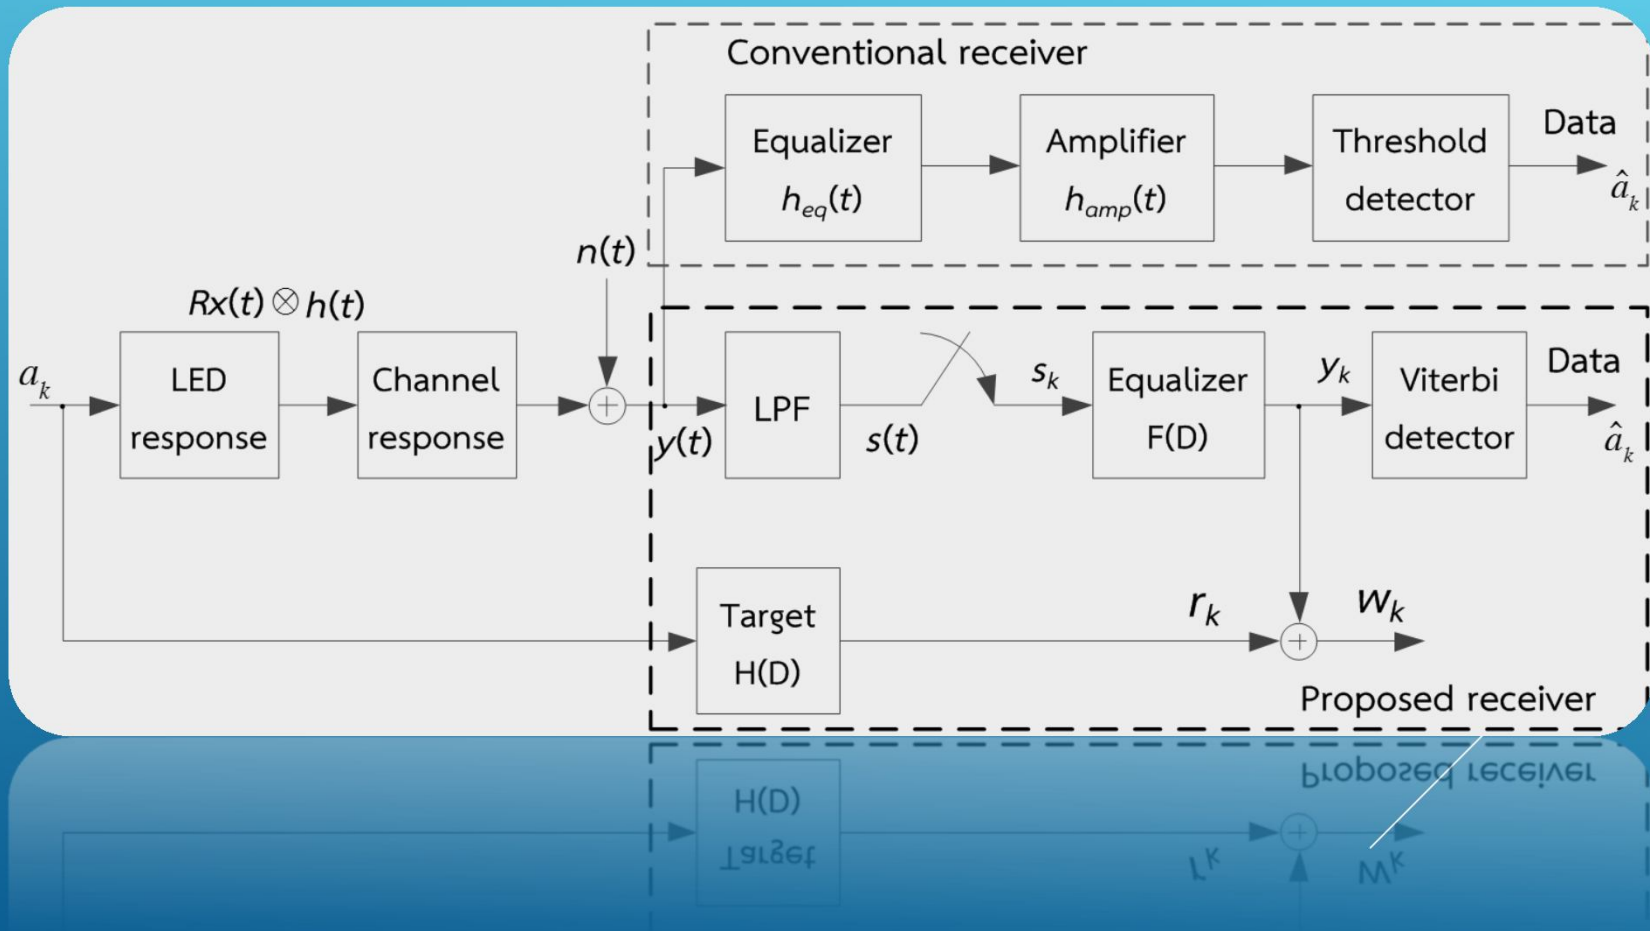 Conventional receiver
Equalizer
h_eq(t)
Amplifier
h_amp(t)
Threshold
detector
Data
â_k
n(t)
Rx(t) ⊗ h(t)
a_k
LED
response
Channel
response
+
y(t)
LPF
s(t)
s_k
Equalizer
F(D)
y_k
Viterbi
detector
Data
â_k
Target
H(D)
r_k
+
w_k
Proposed receiver